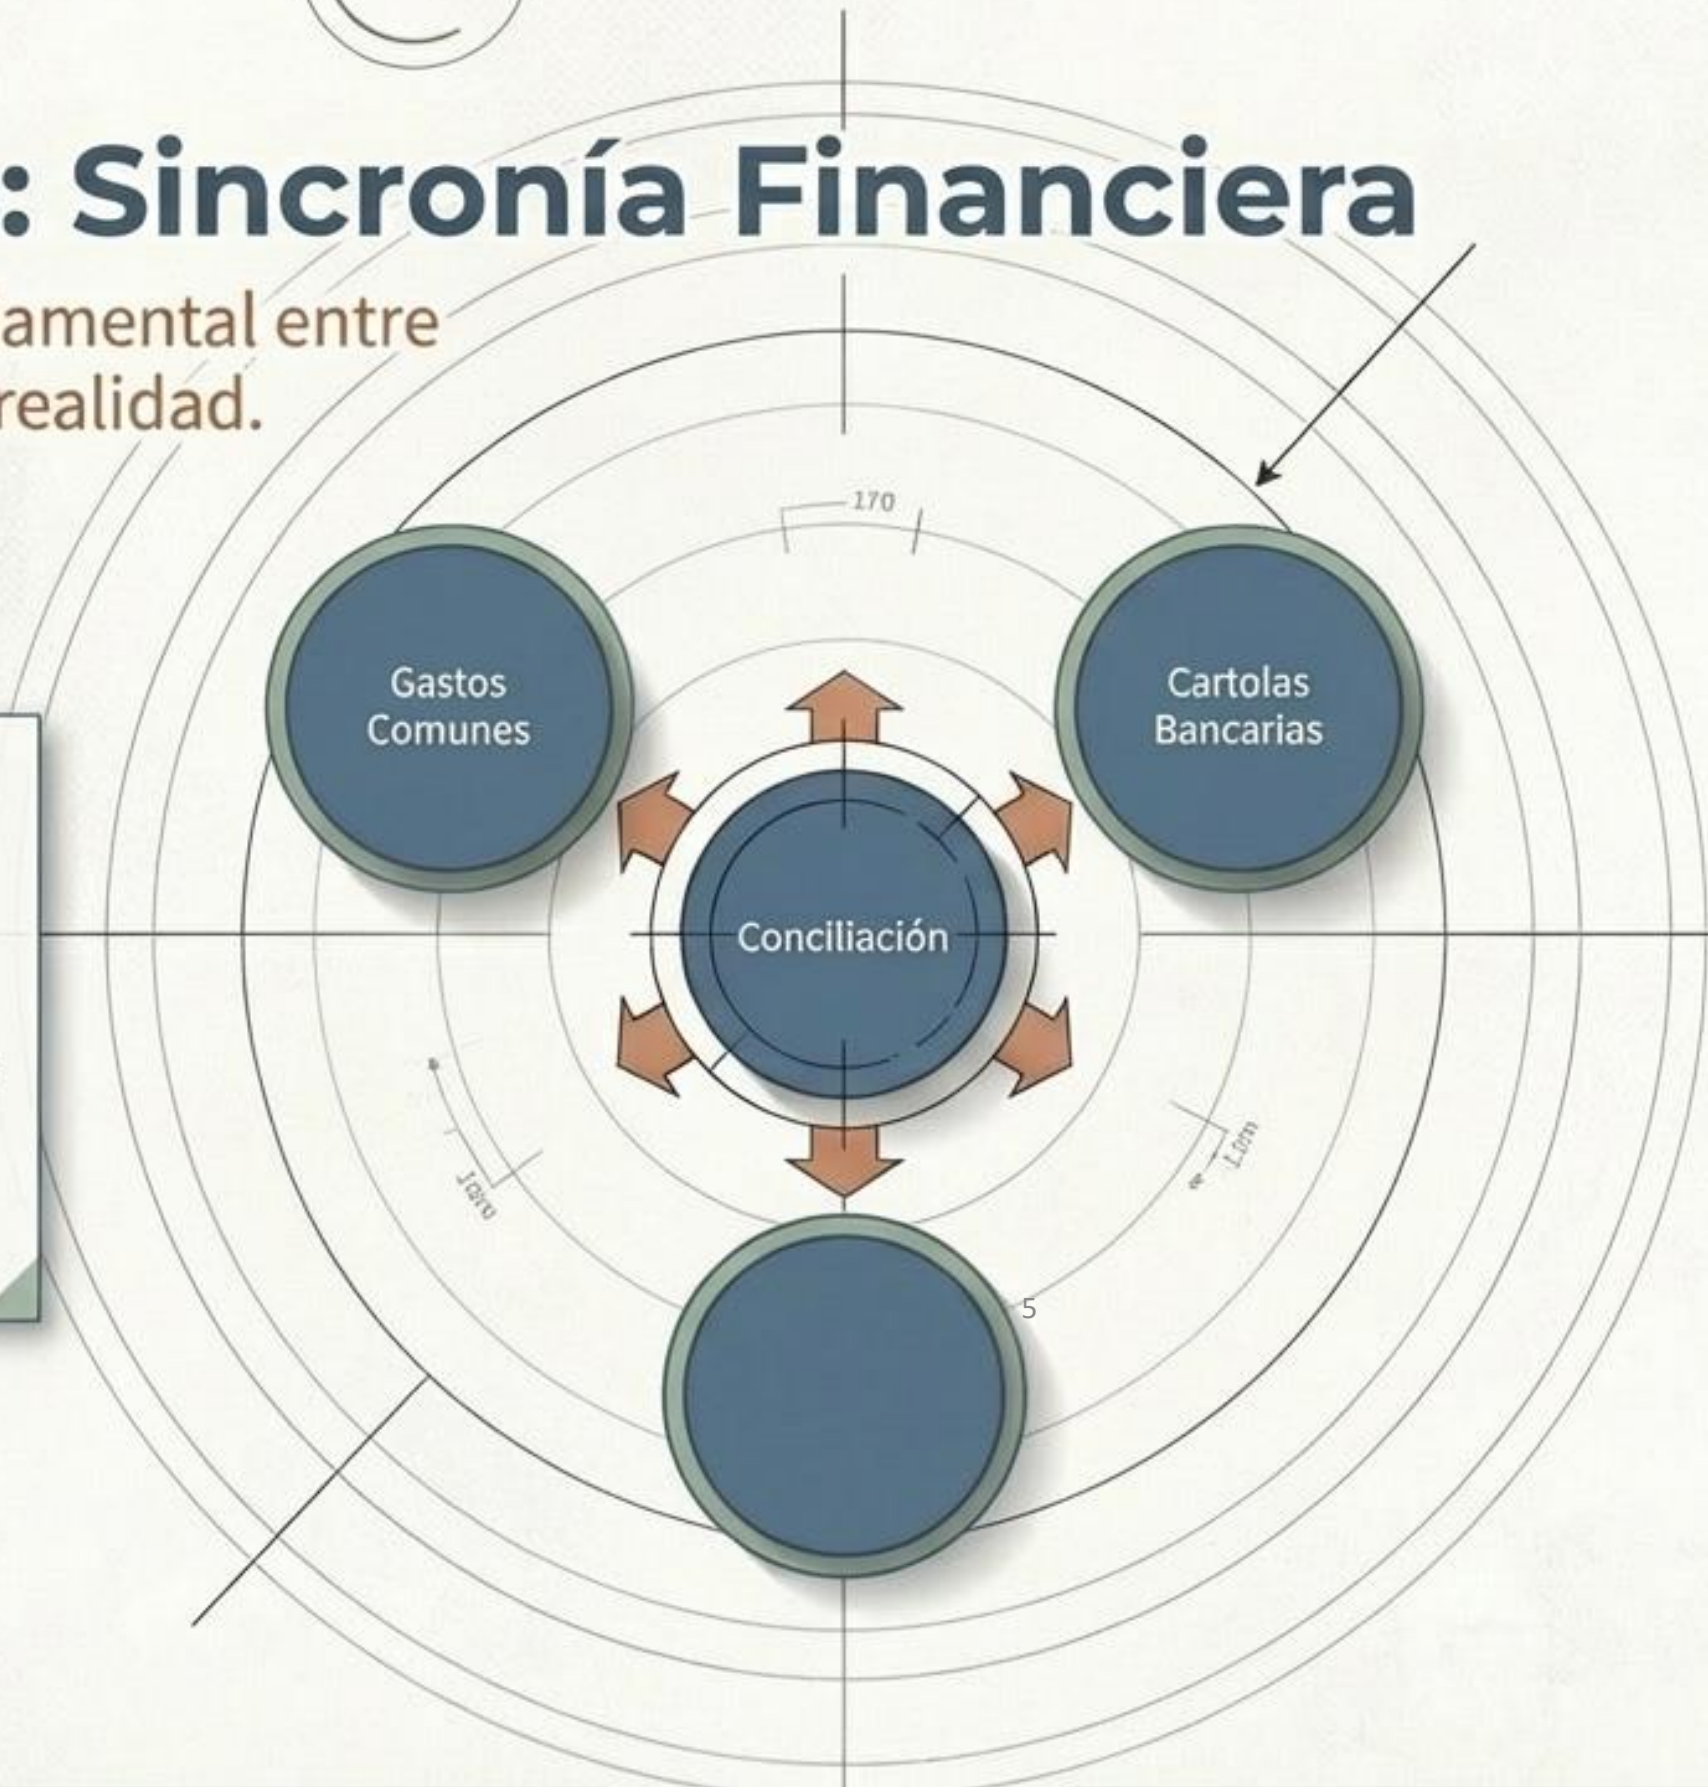 : Sincronía Financiera
amental entre
realidad.
170
Gastos
Comunes
Cartolas
Bancarias
Conciliación
5